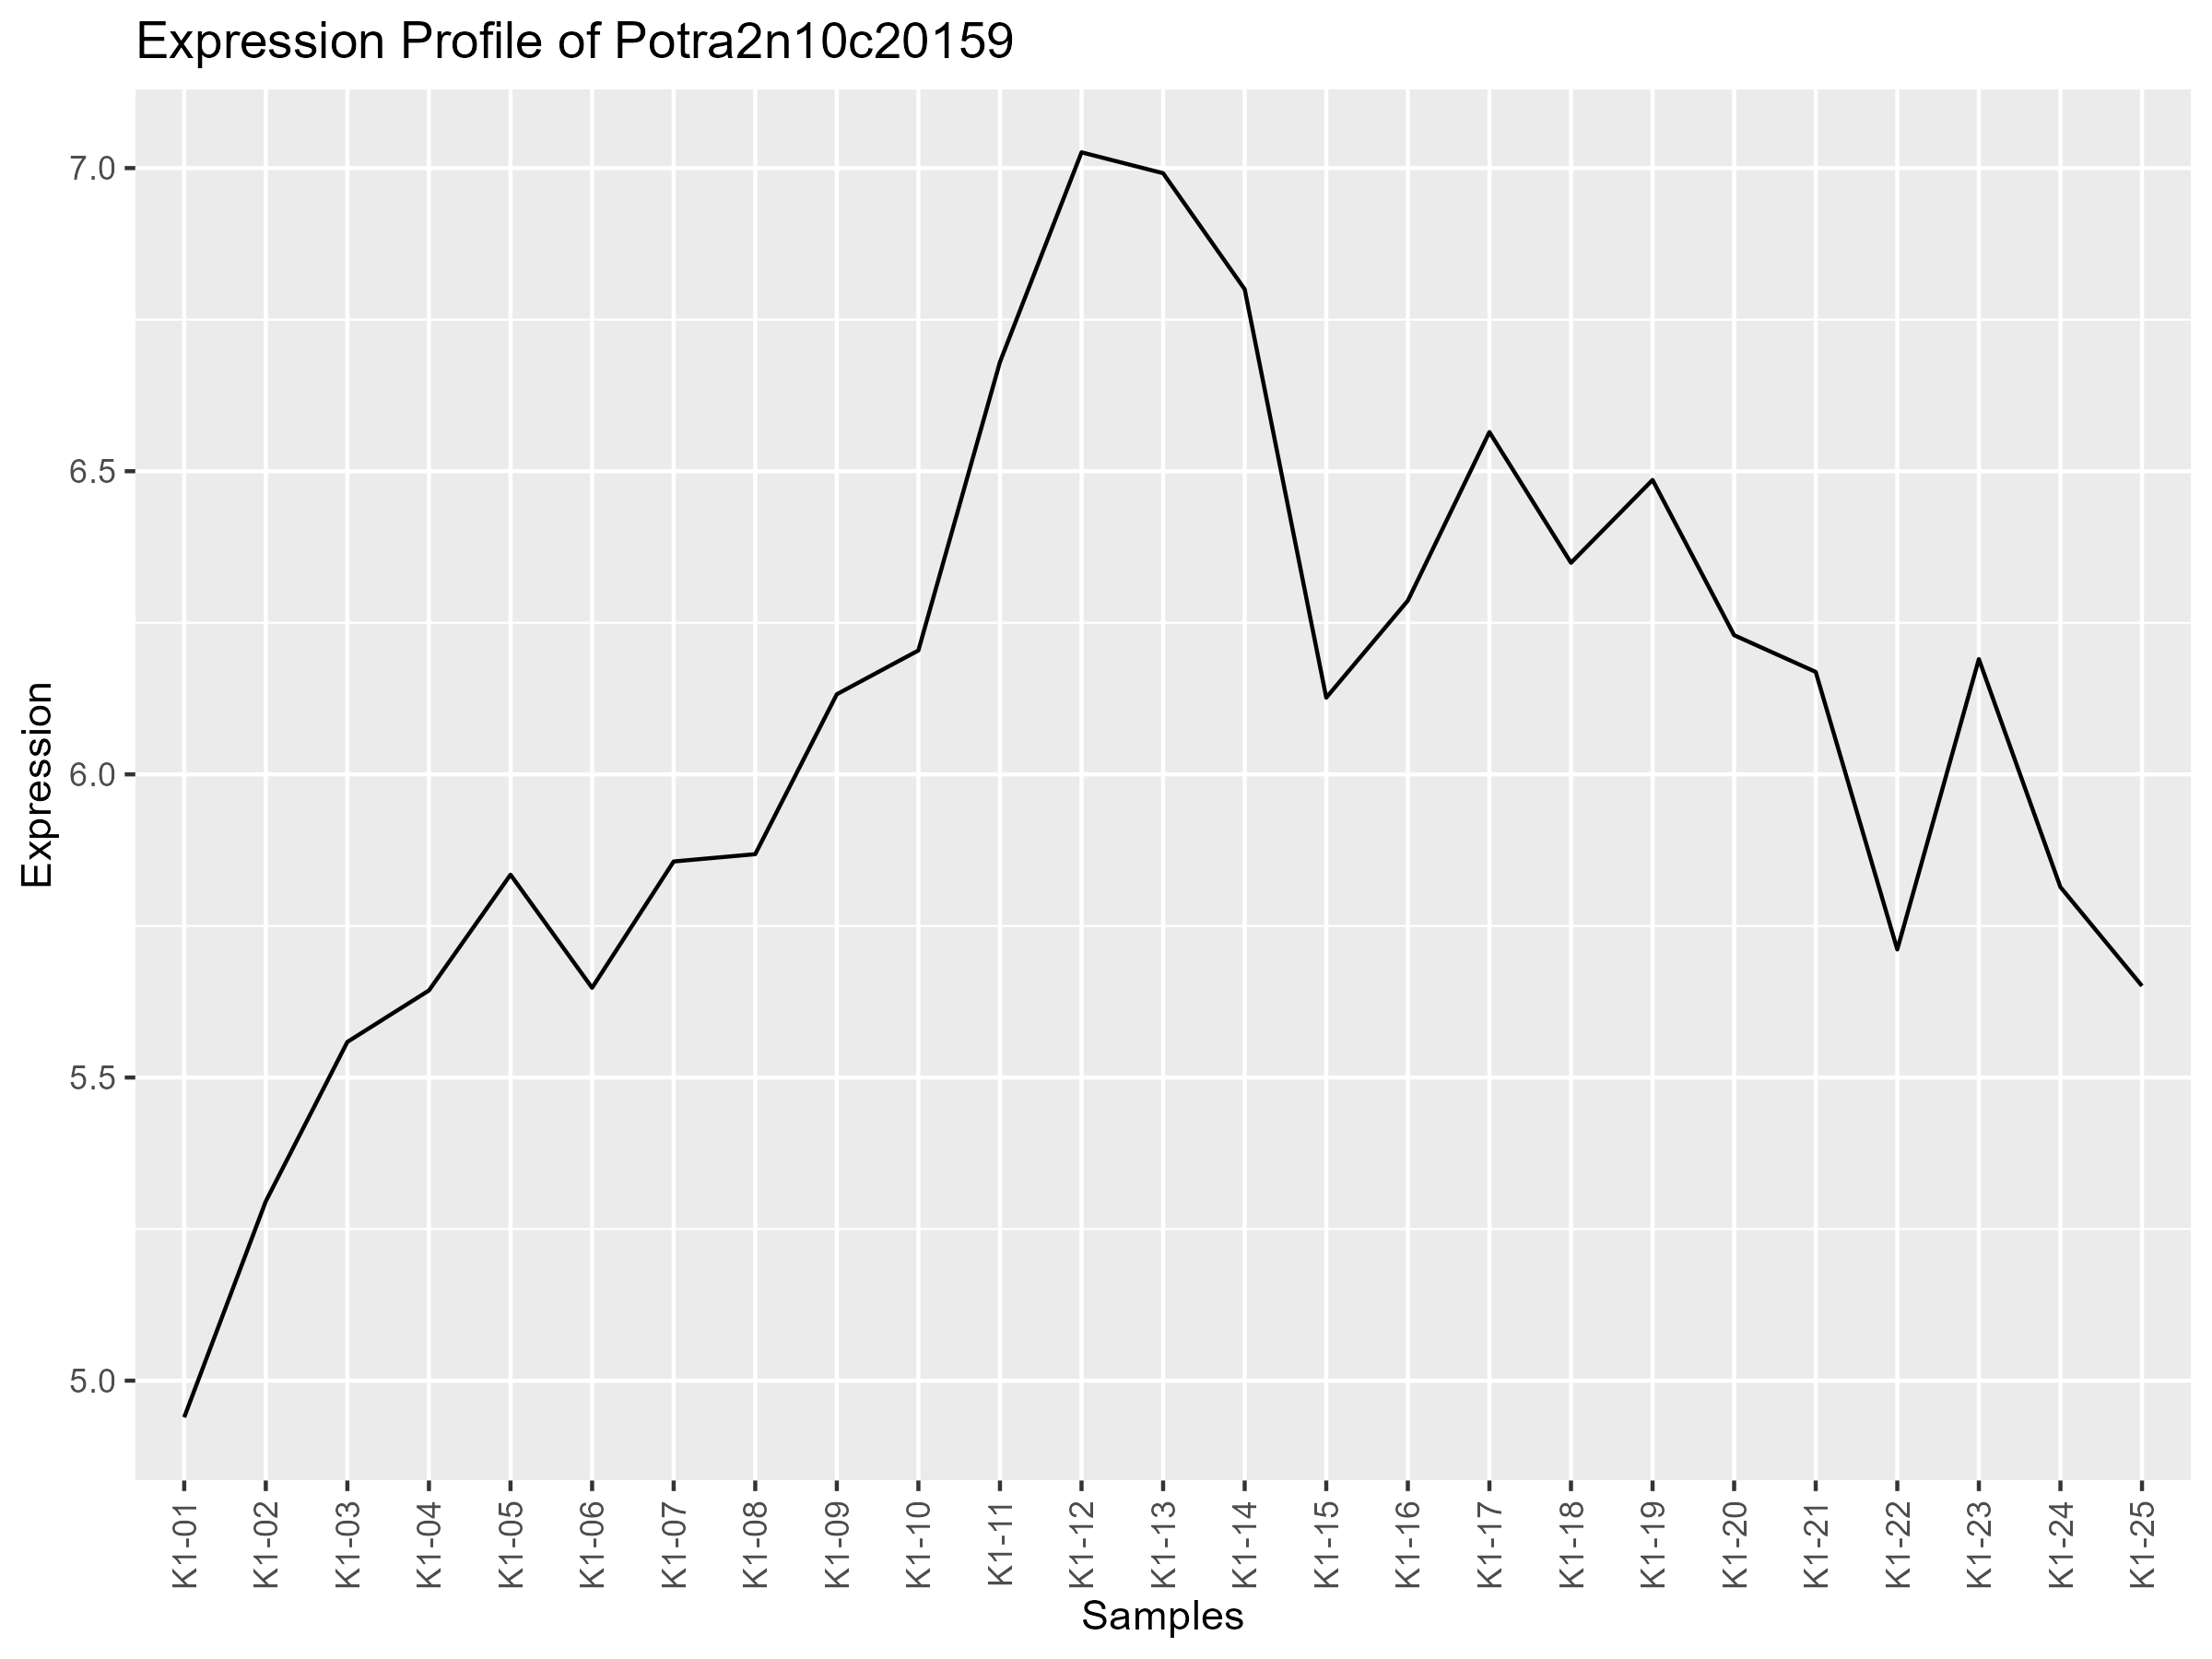 Expression Profile of Potra2n10c20159
Expression
7.0
6.5
6.0
5.5
5.0
K1-01
K1-02
K1-03
K1-04
K1-05
K1-06
K1-07
K1-08
K1-09
K1-10
K1-11
K1-12
K1-13
K1-14
K1-15
K1-16
K1-17
K1-18
K1-19
K1-20
K1-21
K1-22
K1-23
K1-24
K1-25
Samples